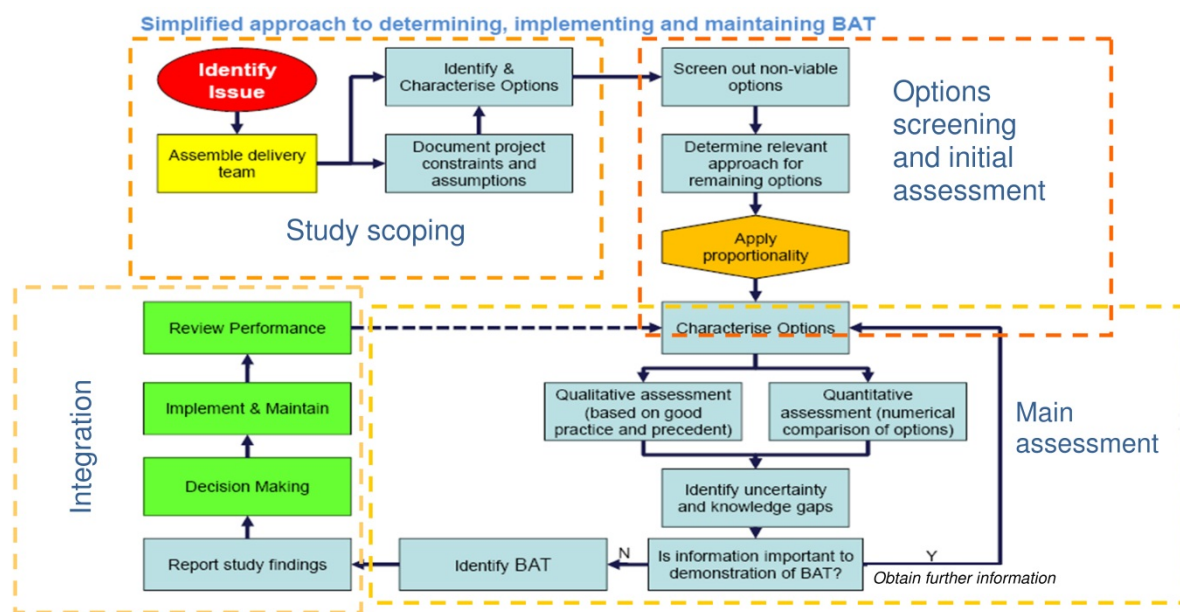 Simplified approach to determining, implementing and maintaining BAT
Identify
Issue
Assemble delivery
team
Identify &
Characterise Options
Document project
constraints and
assumptions
Study scoping
Screen out non-viable
options
Determine relevant
approach for
remaining options
Apply
proportionality
Options
screening
and initial
assessment
Characterise Options
Qualitative assessment
(based on good
practice and precedent)
Quantitative
assessment (numerical
comparison of options)
Main
assessment
Identify uncertainty
and knowledge gaps
Is information important to
demonstration of BAT?
Y
Obtain further information
N
Identify BAT
Report study findings
Decision Making
Implement & Maintain
Review Performance
Integration